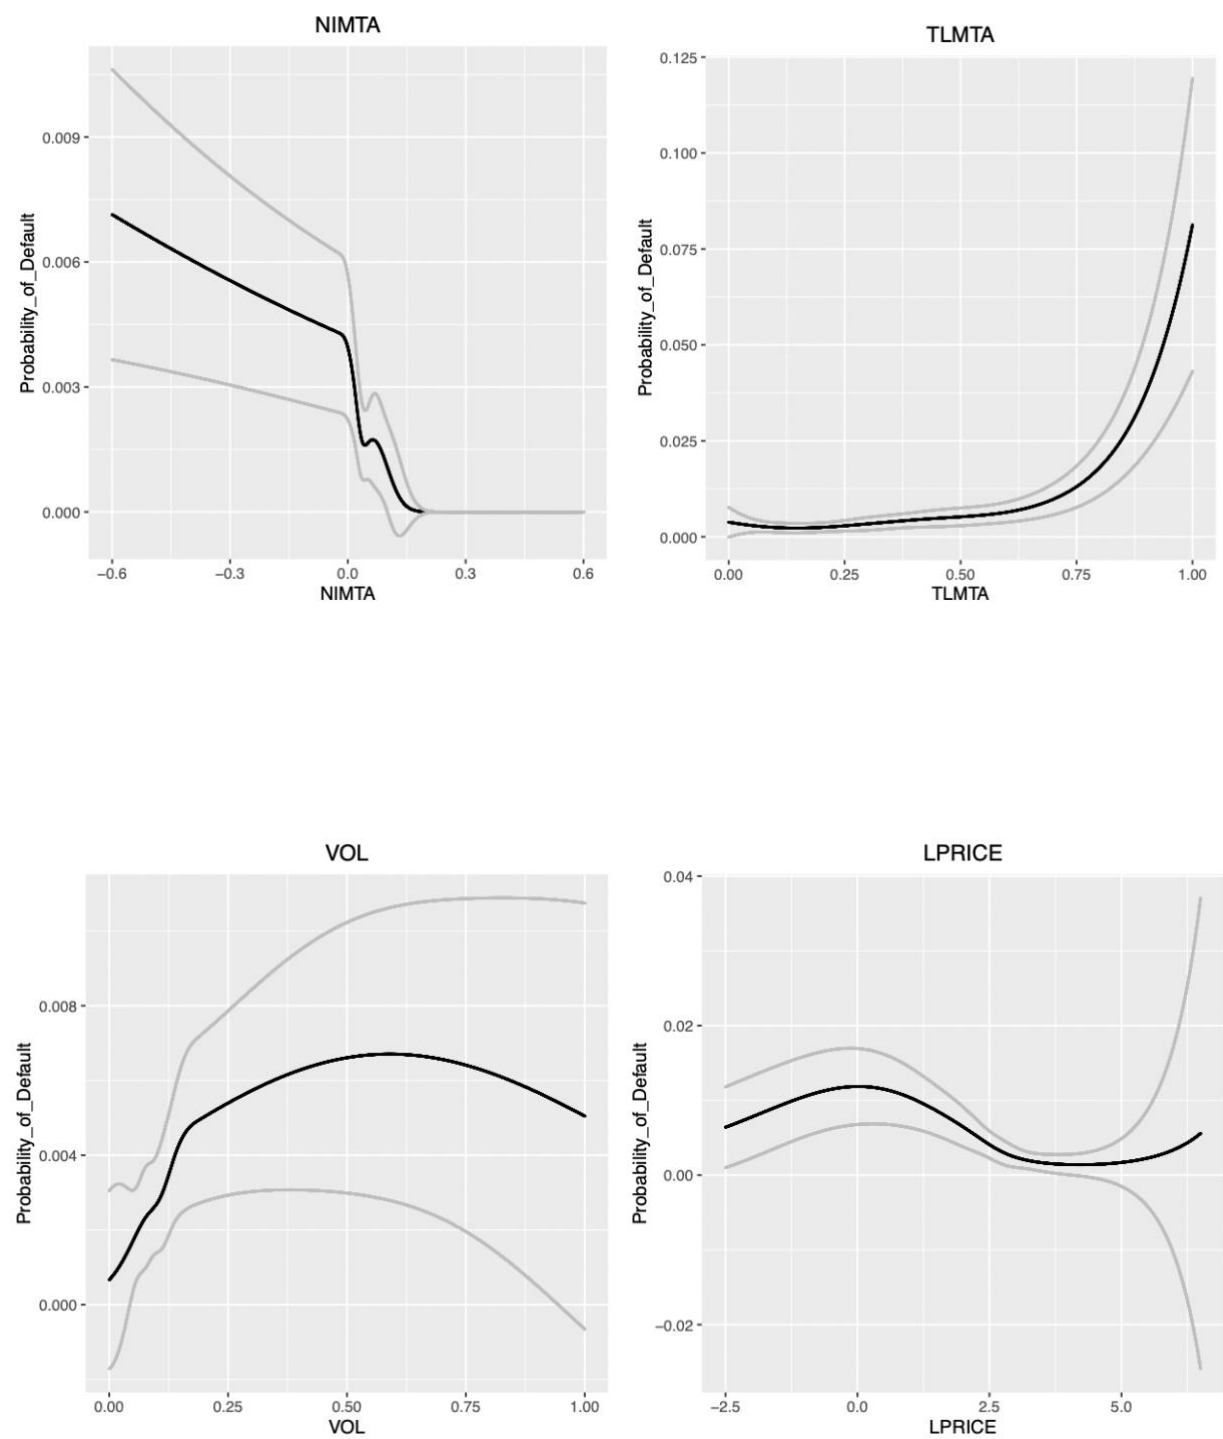 NIMTA
Probability_of_Default
0.009
0.006
0.003
0.000
−0.6 −0.3 0.0 0.3 0.6
NIMTA
TLMTA
Probability_of_Default
0.125
0.100
0.075
0.050
0.025
0.000
0.00 0.25 0.50 0.75 1.00
TLMTA
VOL
Probability_of_Default
0.008
0.004
0.000
0.00 0.25 0.50 0.75 1.00
VOL
LPRICE
Probability_of_Default
0.04
0.02
0.00
−0.02
−2.5 0.0 2.5 5.0
LPRICE